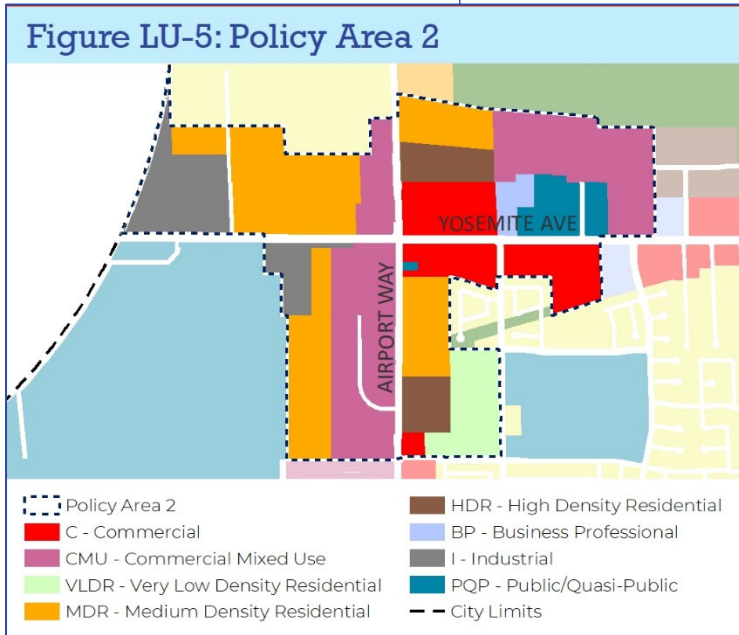 Figure LU-5: Policy Area 2
YOSEMITE AVE
AIRPORT WAY
Policy Area 2
C - Commercial
CMU - Commercial Mixed Use
VLDR - Very Low Density Residential
MDR - Medium Density Residential
HDR - High Density Residential
BP - Business Professional
I - Industrial
PQP - Public/Quasi-Public
City Limits